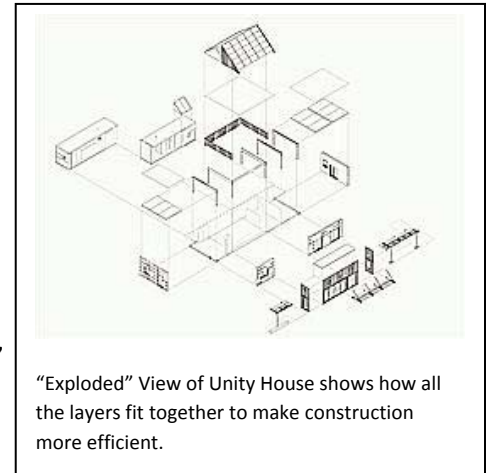 “Exploded” View of Unity House shows how all
the layers fit together to make construction
more efficient.